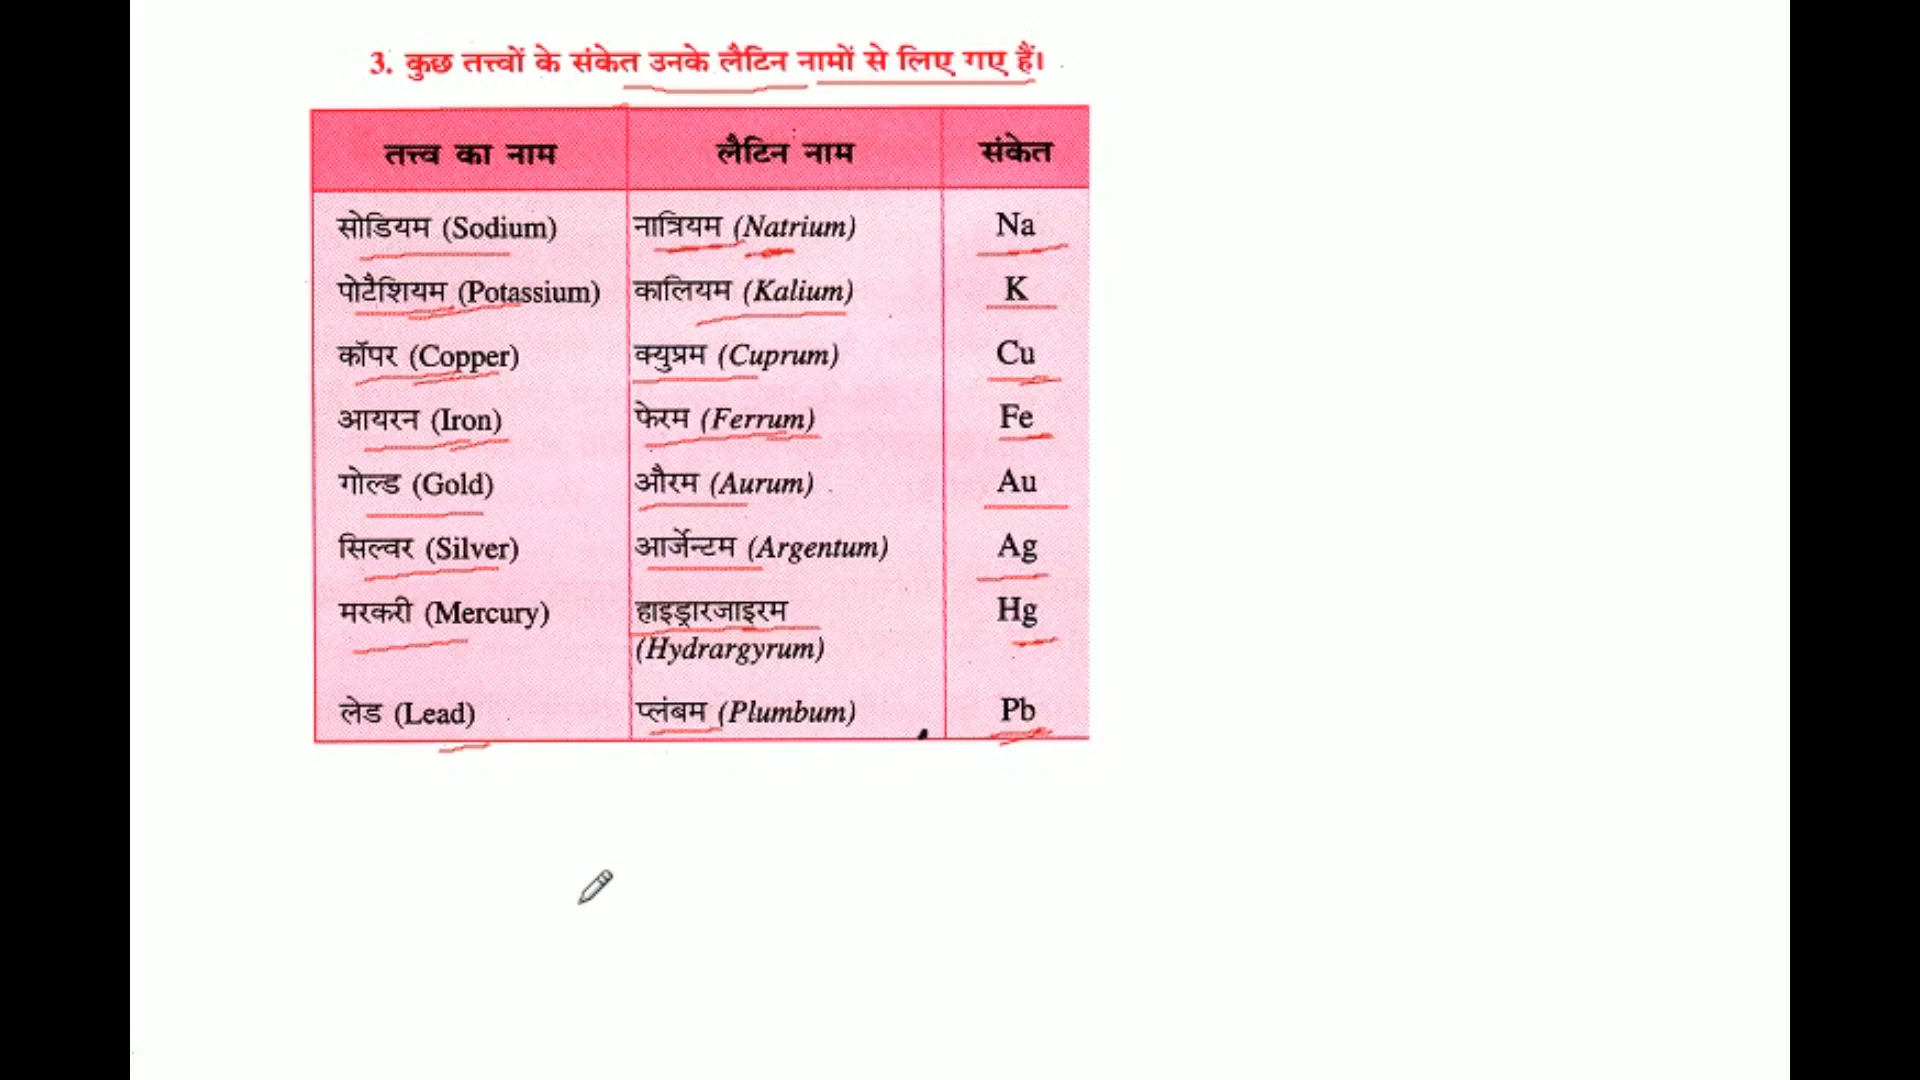 3. कुछ तत्त्वों के संकेत उनके लैटिन नामों से लिए गए हैं।
तत्त्व का नाम लैटिन नाम संकेत
सोडियम (Sodium) नात्रियम (Natrium) Na
पोटैशियम (Potassium) कालियम (Kalium) K
कॉपर (Copper) क्युप्रम (Cuprum) Cu
आयरन (Iron) फेरम (Ferrum) Fe
गोल्ड (Gold) औरम (Aurum) Au
सिल्वर (Silver) आर्जेन्टम (Argentum) Ag
मरकरी (Mercury) हाइड्रारजाइरम Hg
(Hydrargyrum)
लेड (Lead) प्लंबम (Plumbum) Pb